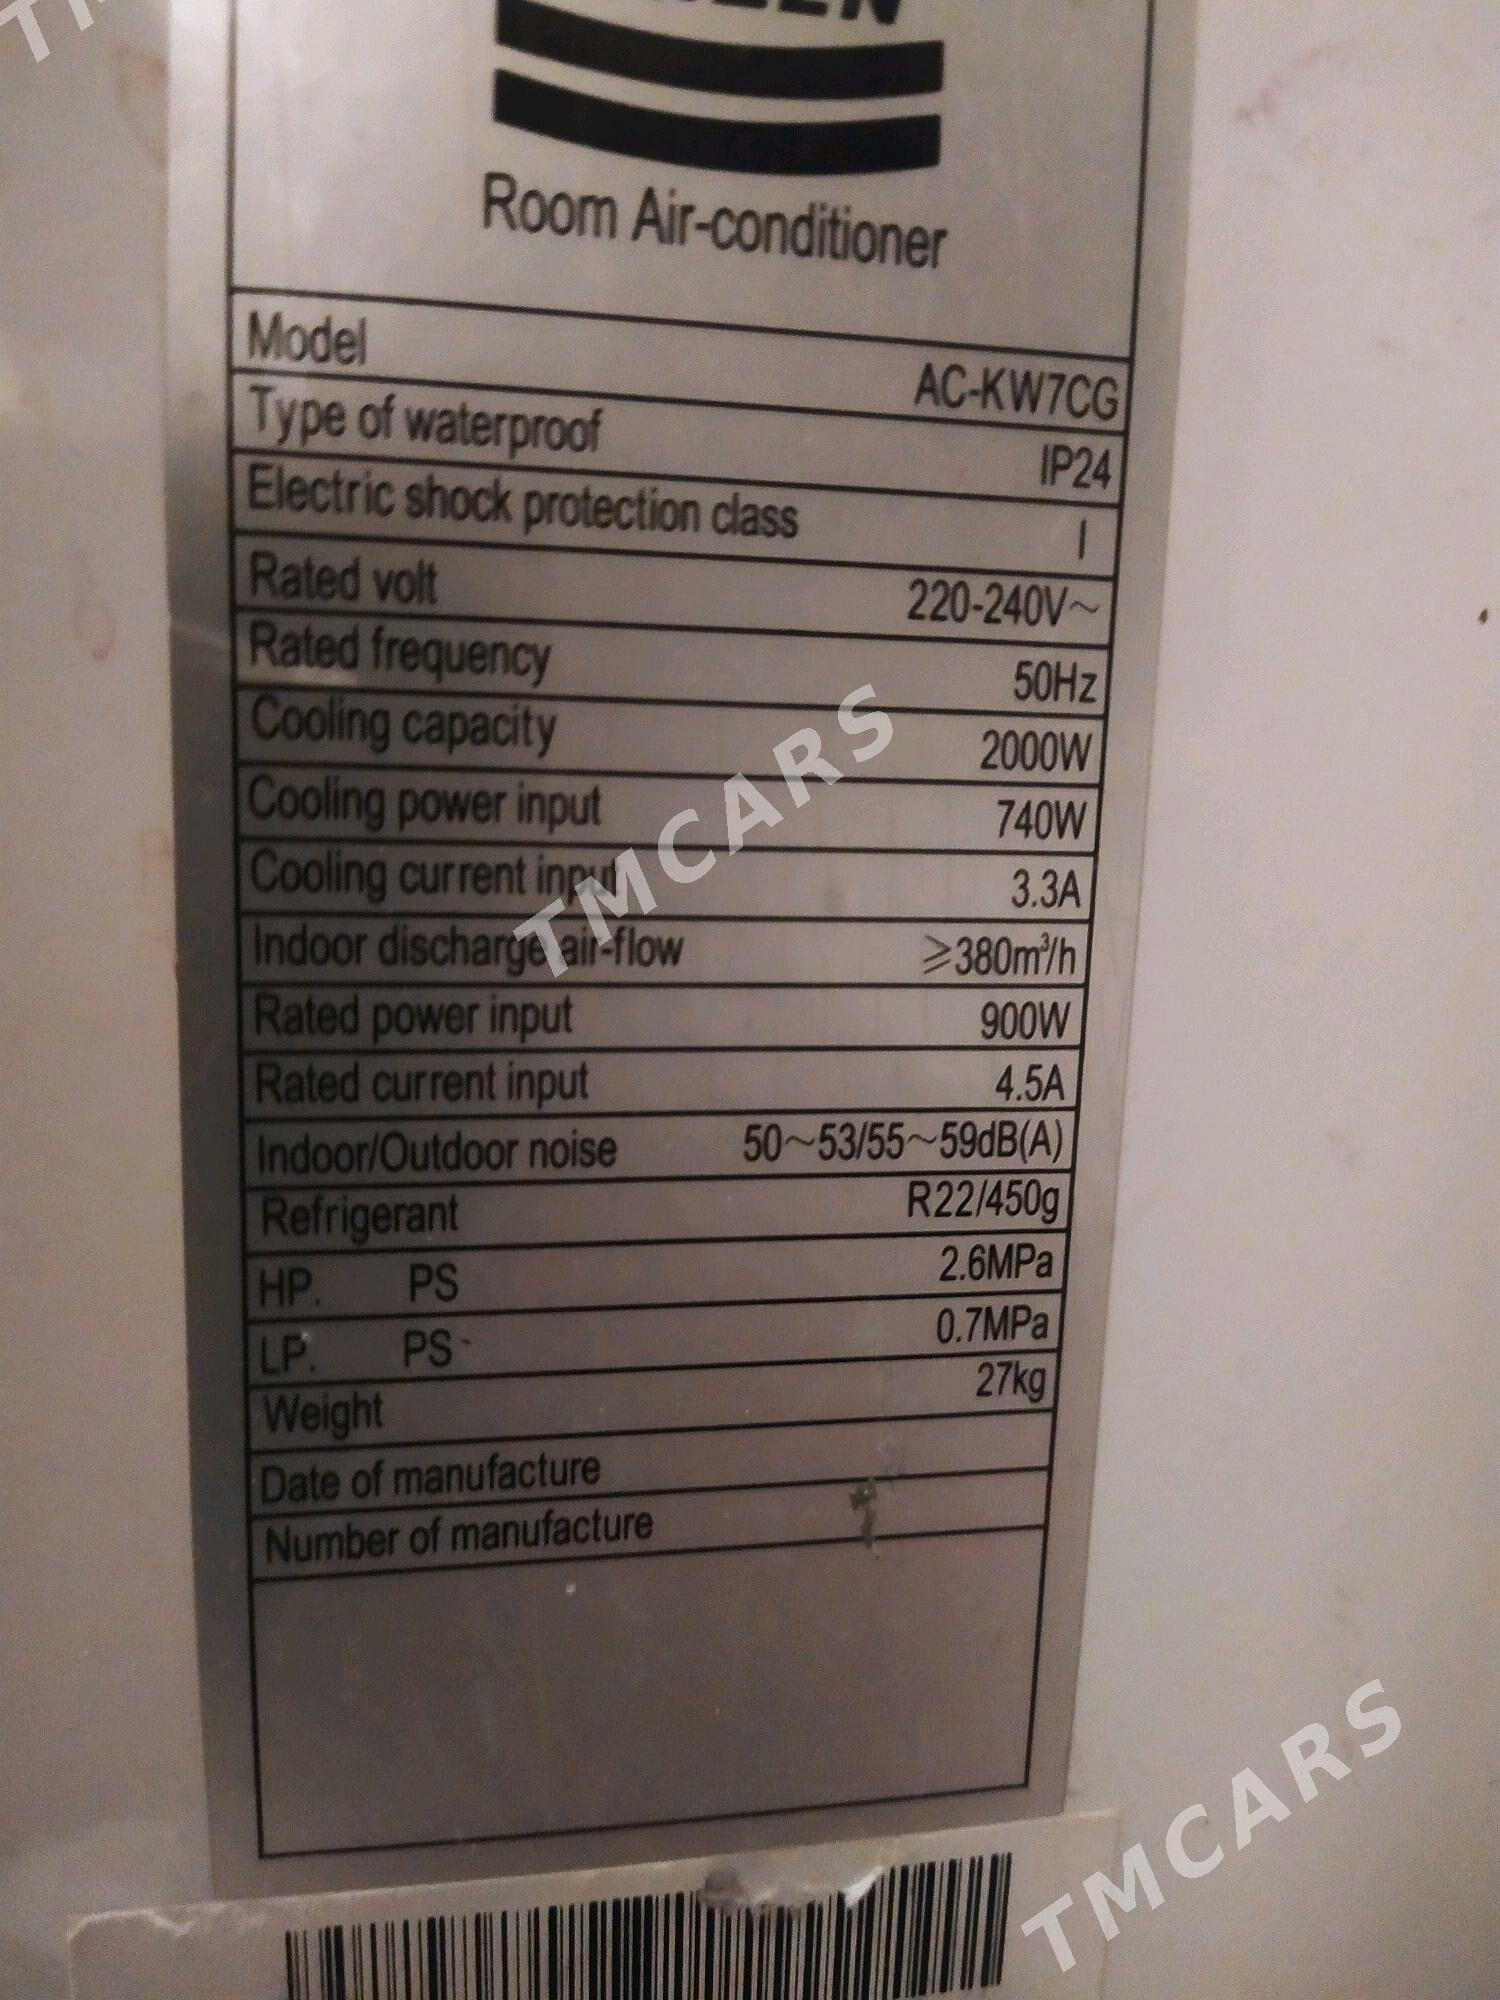 Room Air-conditioner
Model AC-KW7CG
Type of waterproof IP24
Electric shock protection class I
Rated volt 220-240V~
Rated frequency 50Hz
Cooling capacity 2000W
Cooling power input 740W
Cooling current input 3.3A
Indoor discharge air-flow ≥380m³/h
Rated power input 900W
Rated current input 4.5A
Indoor/Outdoor noise 50~53/55~59dB(A)
Refrigerant R22/450g
HP. PS 2.6MPa
LP. PS 0.7MPa
Weight 27kg
Date of manufacture
Number of manufacture
TMCARS
TMCARS